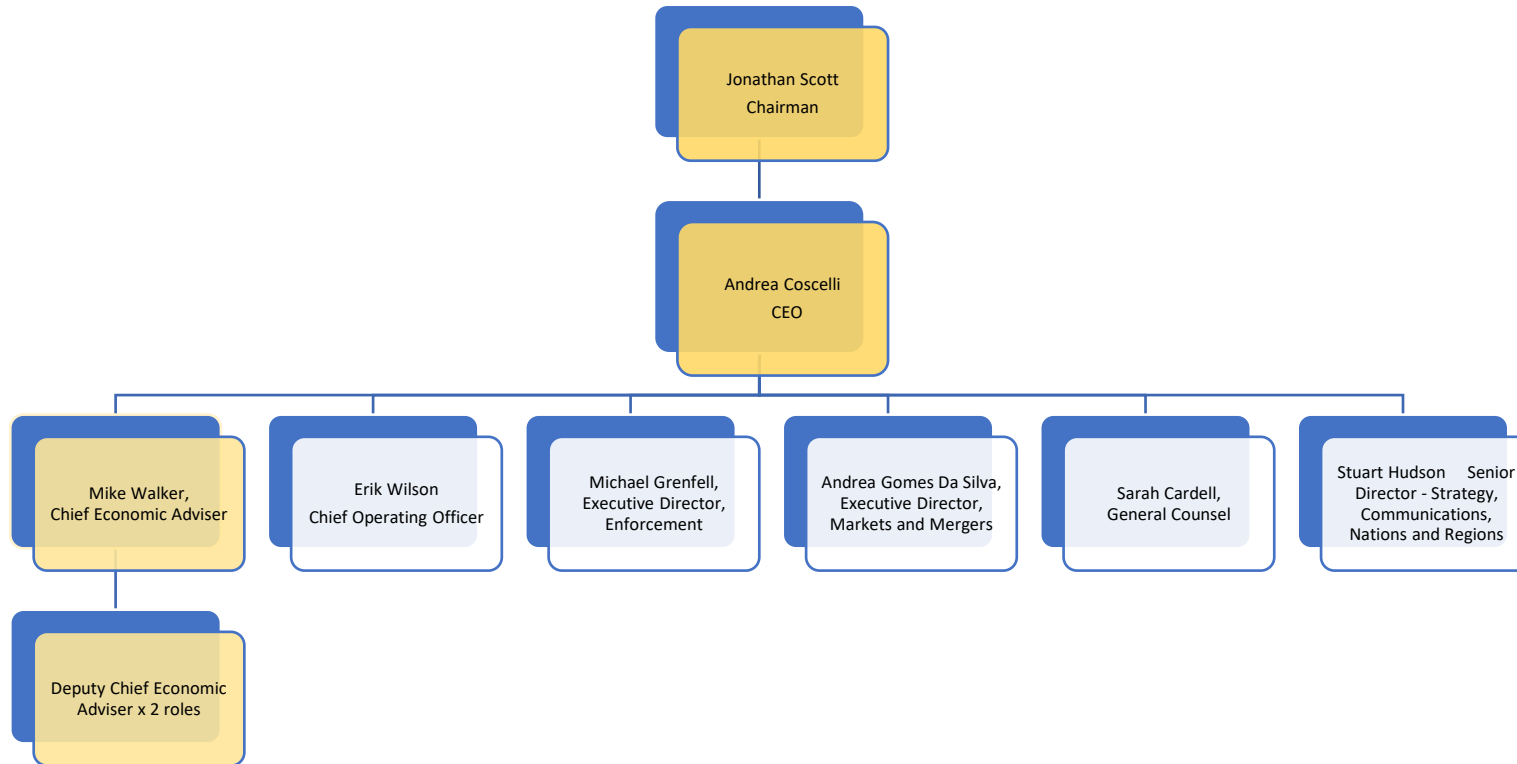 Jonathan Scott
Chairman
Andrea Coscelli
CEO
Mike Walker,
Chief Economic Adviser
Erik Wilson
Chief Operating Officer
Michael Grenfell,
Executive Director,
Enforcement
Andrea Gomes Da Silva,
Executive Director,
Markets and Mergers
Sarah Cardell,
General Counsel
Stuart Hudson Senior
Director - Strategy,
Communications,
Nations and Regions
Deputy Chief Economic
Adviser x 2 roles